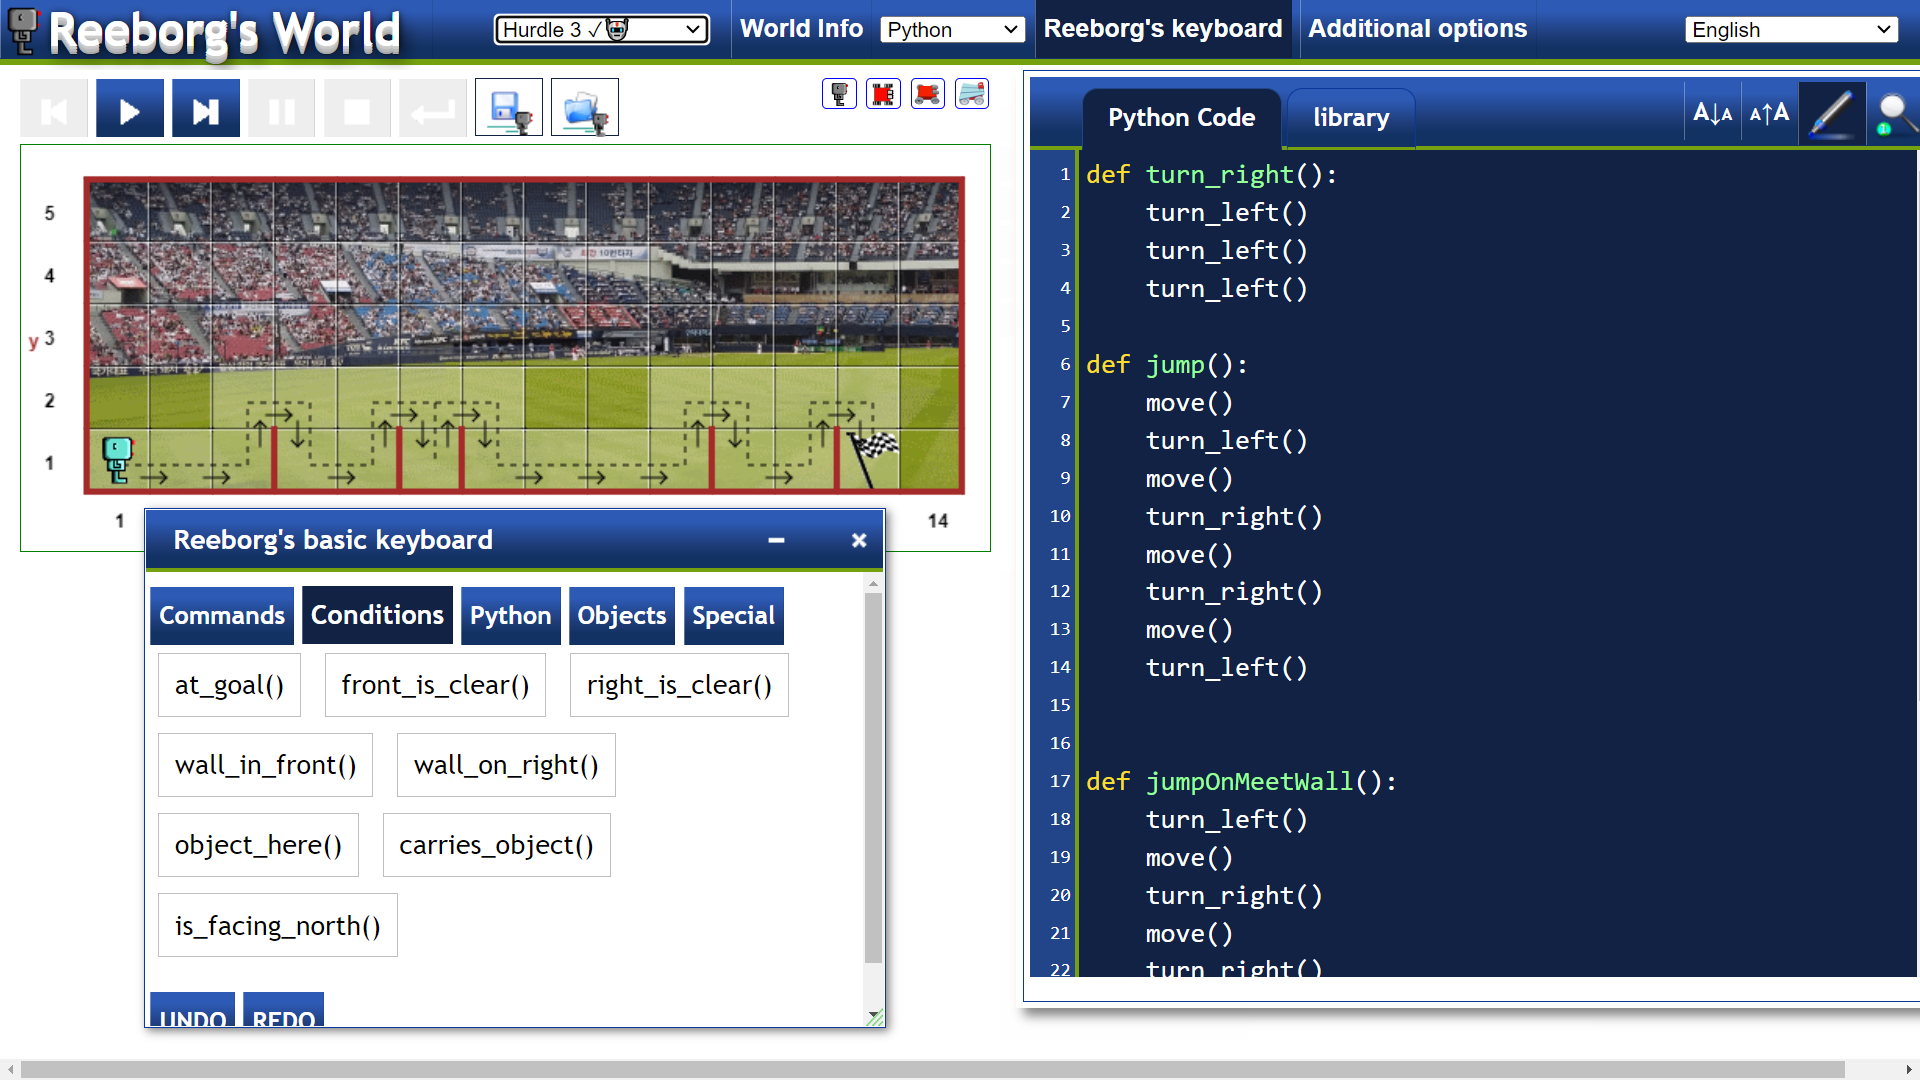 Reeborg's World
Hurdle 3 ✓
World Info
Python
Reeborg's keyboard
Additional options
English
Python Code
library
A↓A
A↑A
5
4
y 3
2
1
1
14
Reeborg's basic keyboard
Commands
Conditions
Python
Objects
Special
at_goal()
front_is_clear()
right_is_clear()
wall_in_front()
wall_on_right()
object_here()
carries_object()
is_facing_north()
UNDO
REDO
1 def turn_right():
2 turn_left()
3 turn_left()
4 turn_left()
5
6 def jump():
7 move()
8 turn_left()
9 move()
10 turn_right()
11 move()
12 turn_right()
13 move()
14 turn_left()
15
16
17 def jumpOnMeetWall():
18 turn_left()
19 move()
20 turn_right()
21 move()
22 turn_right()